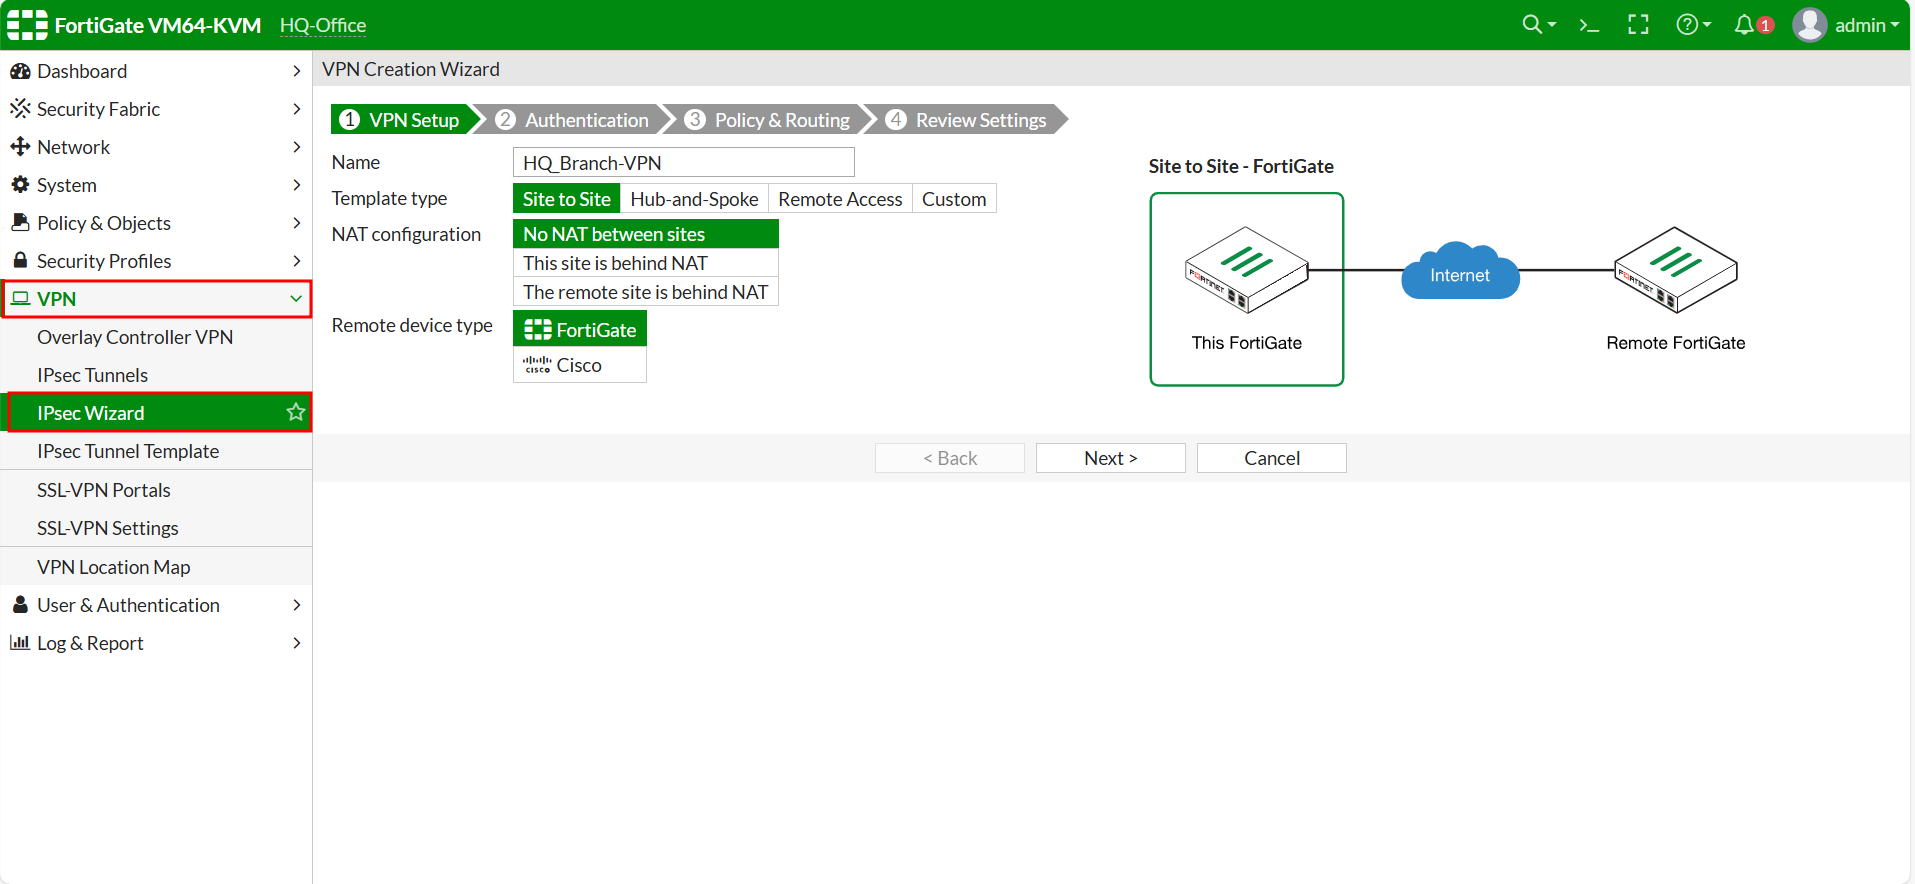 FortiGate VM64-KVM HQ-Office 1 admin
Dashboard
Security Fabric
Network
System
Policy & Objects
Security Profiles
VPN
Overlay Controller VPN
IPsec Tunnels
IPsec Wizard
IPsec Tunnel Template
SSL-VPN Portals
SSL-VPN Settings
VPN Location Map
User & Authentication
Log & Report
VPN Creation Wizard
1 VPN Setup 2 Authentication 3 Policy & Routing 4 Review Settings
Name HQ_Branch-VPN
Template type Site to Site Hub-and-Spoke Remote Access Custom
NAT configuration No NAT between sites
This site is behind NAT
The remote site is behind NAT
Remote device type FortiGate
CISCO Cisco
Site to Site - FortiGate
FORTINET Internet FORTINET
This FortiGate Remote FortiGate
< Back Next > Cancel